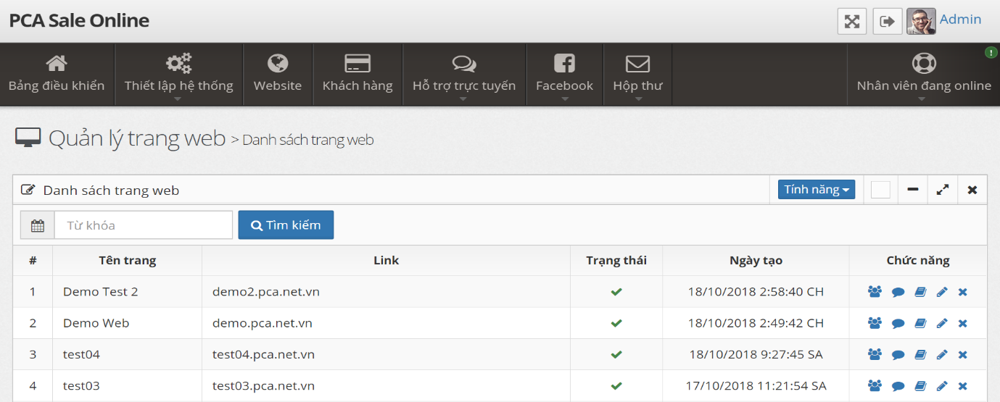 PCA Sale Online
Admin
Bảng điều khiển
Thiết lập hệ thống
Website
Khách hàng
Hỗ trợ trực tuyến
Facebook
Hộp thư
Nhân viên đang online
Quản lý trang web > Danh sách trang web
Danh sách trang web
Tính năng
Từ khóa
Tìm kiếm
# Tên trang Link Trạng thái Ngày tạo Chức năng
1 Demo Test 2 demo2.pca.net.vn 18/10/2018 2:58:40 CH
2 Demo Web demo.pca.net.vn 18/10/2018 2:49:42 CH
3 test04 test04.pca.net.vn 18/10/2018 9:27:45 SA
4 test03 test03.pca.net.vn 17/10/2018 11:21:54 SA